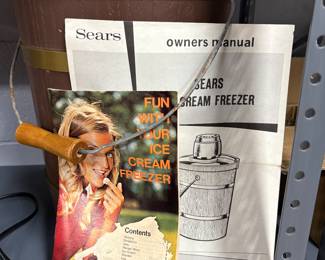 Sears
owners manual
SEARS
CREAM FREEZER
FUN
WITH
YOUR
ICE
CREAM
FREEZER
Contents